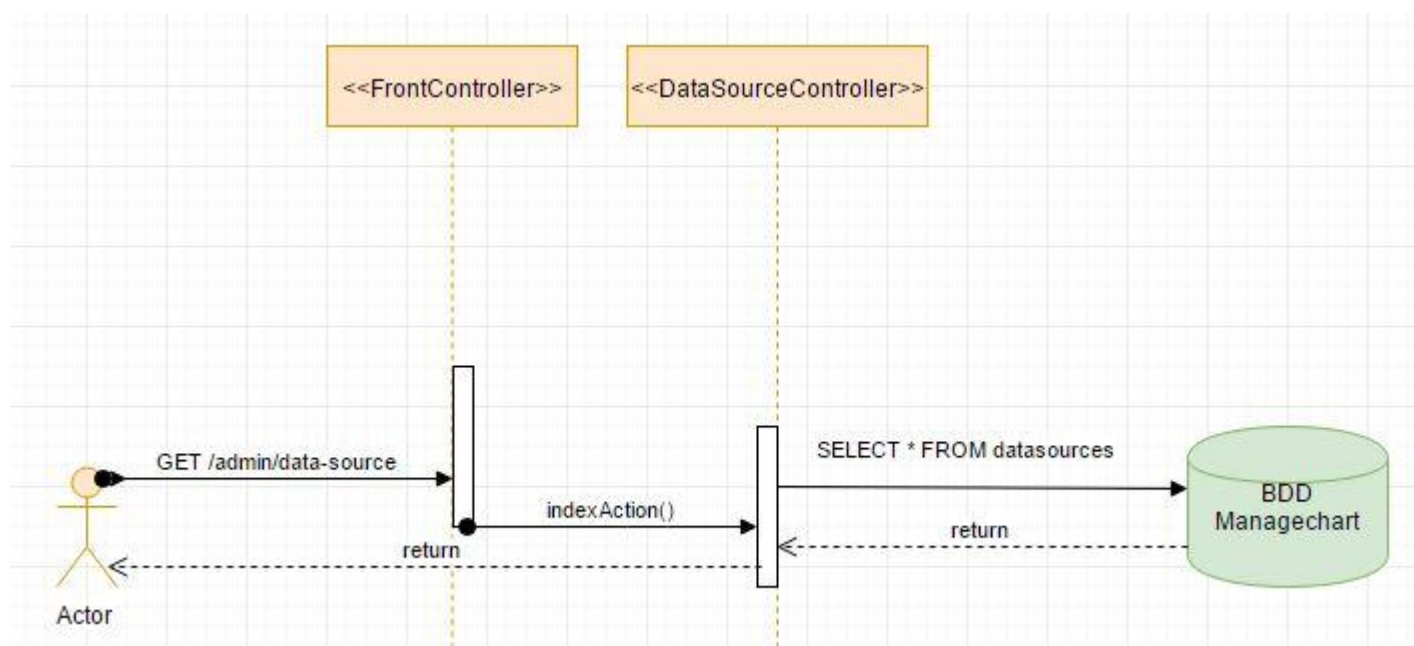 <<FrontController>>
<<DataSourceController>>
GET /admin/data-source
SELECT * FROM datasources
indexAction()
return
return
BDD
Managechart
Actor